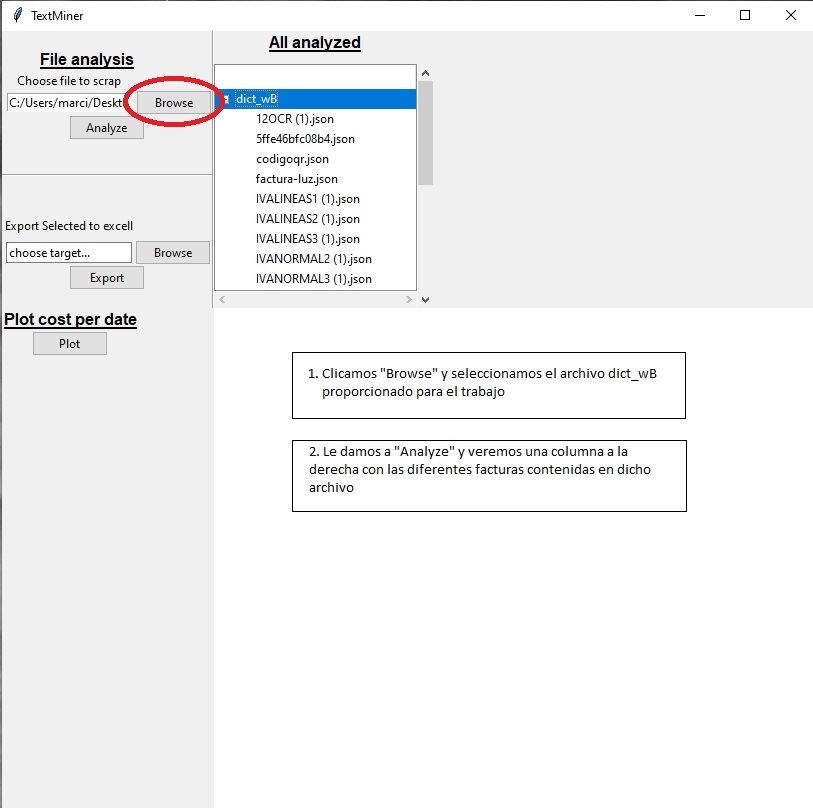 TextMiner
File analysis
Choose file to scrap
C:/Users/marci/Deskt
Browse
Analyze
Export Selected to excell
choose target...
Browse
Export
Plot cost per date
Plot
All analyzed
dict_wB
12OCR (1).json
5ffe46bfc08b4.json
codigoqr.json
factura-luz.json
IVALINEAS1 (1).json
IVALINEAS2 (1).json
IVALINEAS3 (1).json
IVANORMAL2 (1).json
IVANORMAL3 (1).json
1. Clicamos "Browse" y seleccionamos el archivo dict_wB
proporcionado para el trabajo
2. Le damos a "Analyze" y veremos una columna a la
derecha con las diferentes facturas contenidas en dicho
archivo